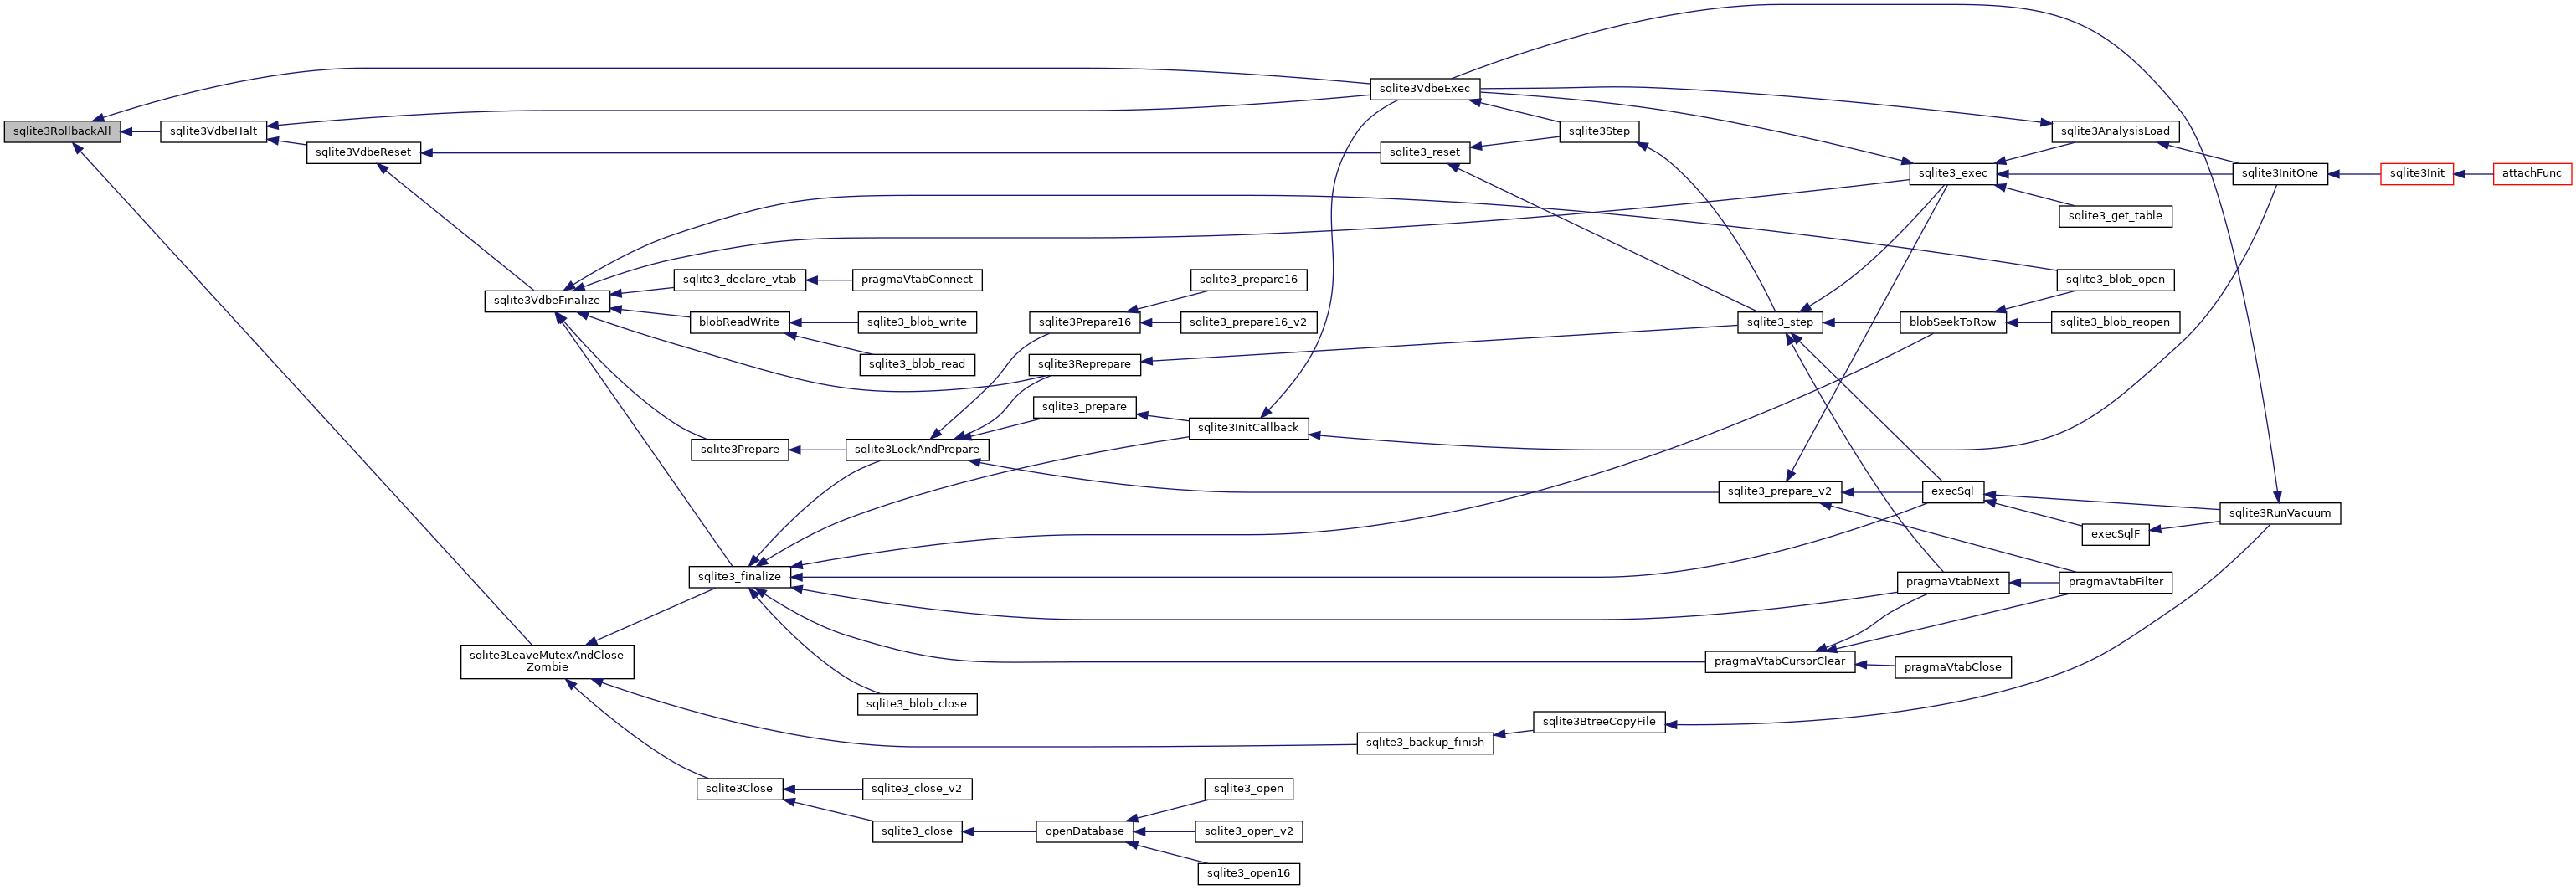 sqlite3RollbackAll
sqlite3VdbeHalt
sqlite3VdbeReset
sqlite3VdbeExec
sqlite3_reset
sqlite3Step
sqlite3AnalysisLoad
sqlite3_exec
sqlite3InitOne
sqlite3Init
attachFunc
sqlite3_get_table
sqlite3VdbeFinalize
sqlite3_declare_vtab
pragmaVtabConnect
blobReadWrite
sqlite3_blob_write
sqlite3_blob_read
sqlite3_prepare16
sqlite3Prepare16
sqlite3_prepare16_v2
sqlite3Reprepare
sqlite3_step
sqlite3_blob_open
blobSeekToRow
sqlite3_blob_reopen
sqlite3_prepare
sqlite3InitCallback
sqlite3Prepare
sqlite3LockAndPrepare
sqlite3_prepare_v2
execSql
execSqlF
sqlite3RunVacuum
sqlite3_finalize
pragmaVtabNext
pragmaVtabFilter
sqlite3LeaveMutexAndClose
Zombie
pragmaVtabCursorClear
pragmaVtabClose
sqlite3_blob_close
sqlite3BtreeCopyFile
sqlite3_backup_finish
sqlite3Close
sqlite3_close_v2
sqlite3_close
openDatabase
sqlite3_open
sqlite3_open_v2
sqlite3_open16